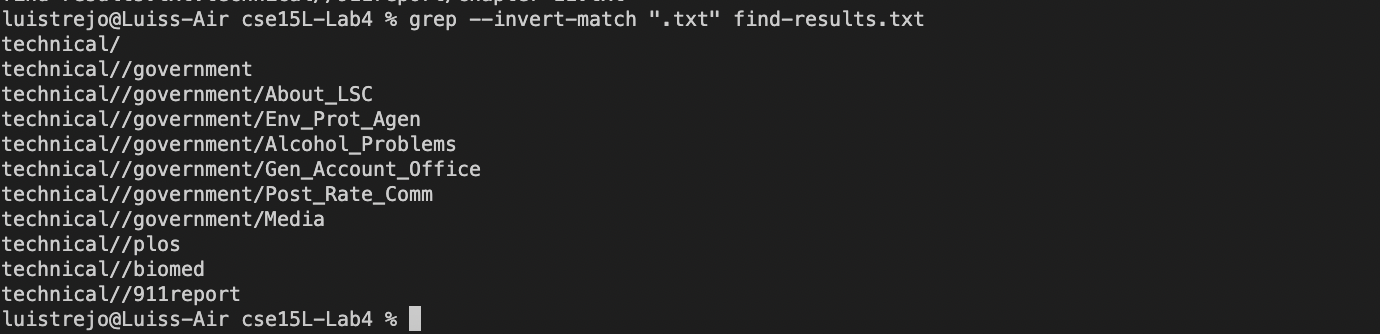 luistrejo@Luiss-Air cse15L-Lab4 % grep --invert-match ".txt" find-results.txt
technical/
technical//government
technical//government/About_LSC
technical//government/Env_Prot_Agen
technical//government/Alcohol_Problems
technical//government/Gen_Account_Office
technical//government/Post_Rate_Comm
technical//government/Media
technical//plos
technical//biomed
technical//911report
luistrejo@Luiss-Air cse15L-Lab4 %